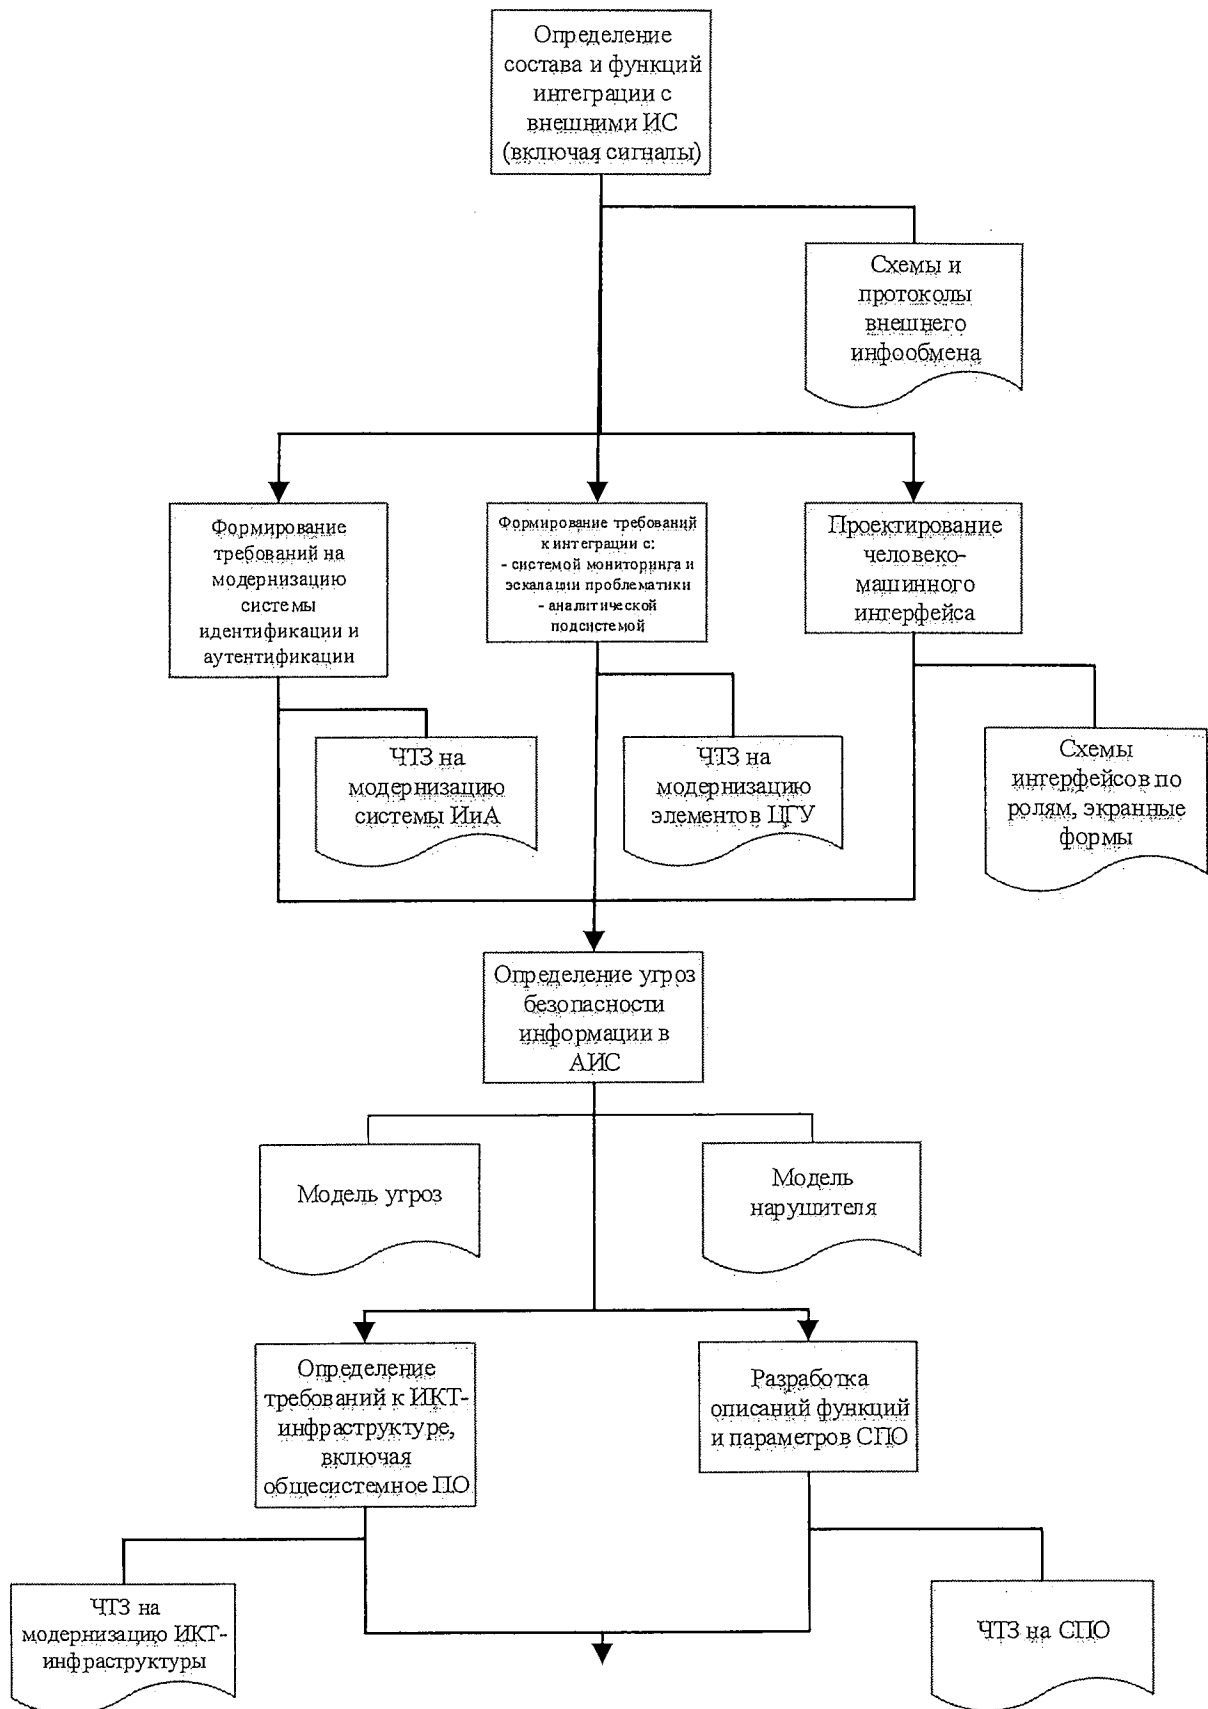 Определение
состава и функций
интеграции с
внешними ИС
(включая сигналы)
Схемы и
протоколы
внешнего
инфообмена
Формирование
требований на
модернизацию
системы
идентификации и
аутентификации
Формирование требований
к интеграции с:
- системой мониторинга и
эскалации проблематики
- аналитической
подсистемой
Проектирование
человеко-
машинного
интерфейса
ЧТЗ на
модернизацию
системы ИиА
ЧТЗ на
модернизацию
элементов ЦГУ
Схемы
интерфейсов по
ролям, экранные
формы
Определение угроз
безопасности
информации в
АИС
Модель угроз
Модель
нарушителя
Определение
требований к ИКТ-
инфраструктуре,
включая
общесистемное ПО
Разработка
описаний функций
и параметров СПО
ЧТЗ на
модернизацию ИКТ-
инфраструктуры
ЧТЗ на СПО